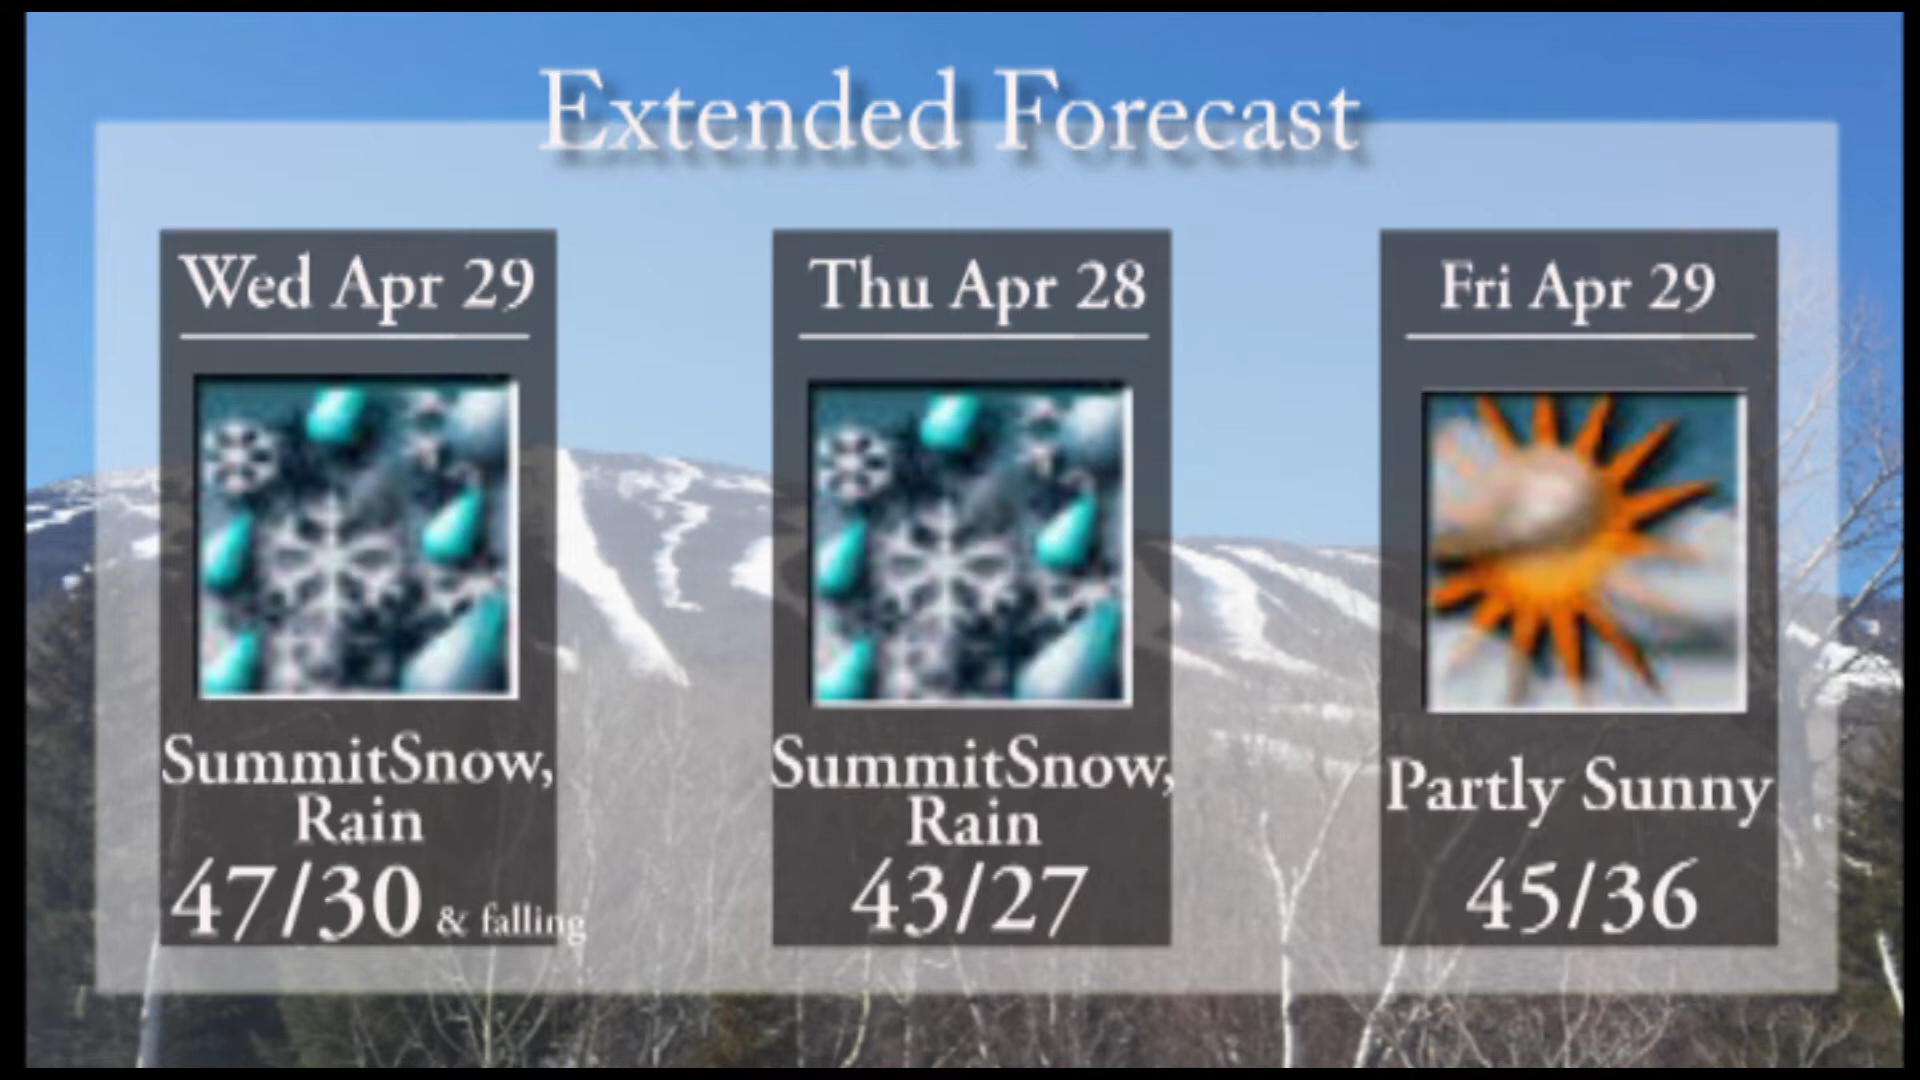 Extended Forecast
Wed Apr 29
SummitSnow,
Rain
47/30 & falling
Thu Apr 28
SummitSnow,
Rain
43/27
Fri Apr 29
Partly Sunny
45/36